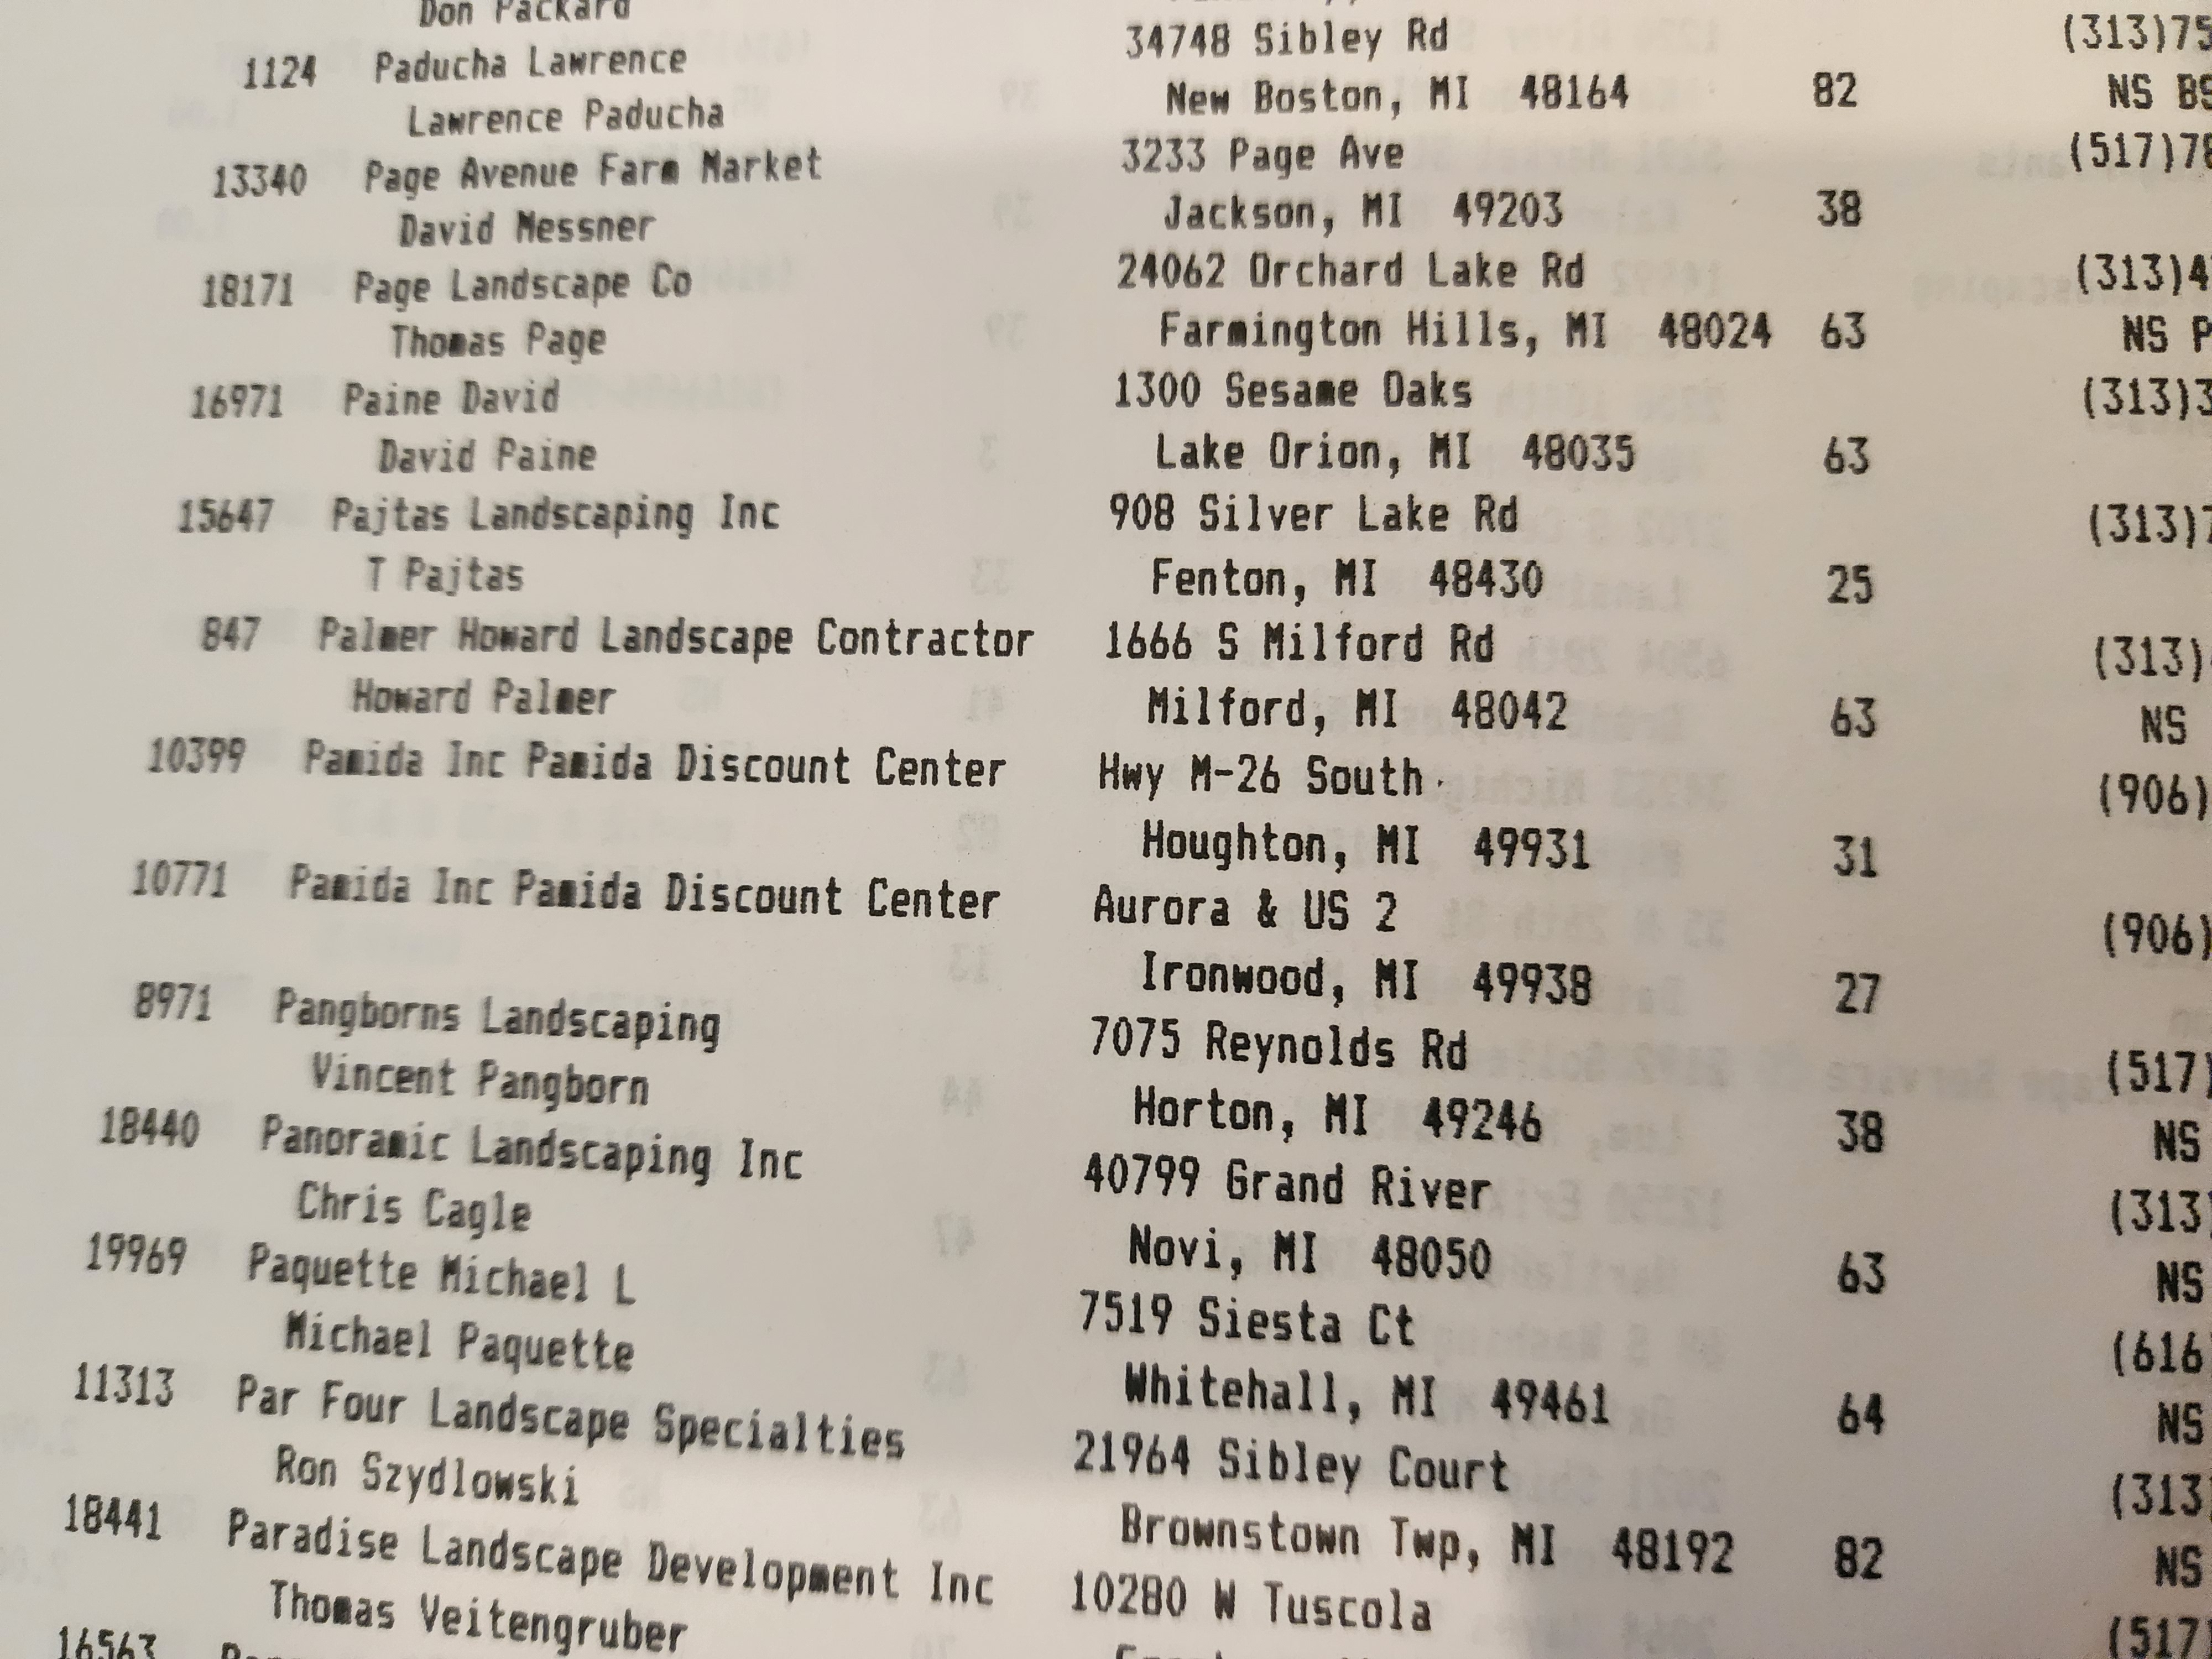 Don Packard
1124 Paducha Lawrence 34748 Sibley Rd (313)75
Lawrence Paducha New Boston, MI 48164 82 NS BS
13340 Page Avenue Farm Market 3233 Page Ave (517)78
David Messner Jackson, MI 49203 38
18171 Page Landscape Co 24062 Orchard Lake Rd (313)4
Thomas Page Farmington Hills, MI 48024 63 NS P
16971 Paine David 1300 Sesame Oaks (313)3
David Paine Lake Orion, MI 48035 63
15647 Pajtas Landscaping Inc 908 Silver Lake Rd (313)7
T Pajtas Fenton, MI 48430 25
847 Palmer Howard Landscape Contractor 1666 S Milford Rd (313)
Howard Palmer Milford, MI 48042 63 NS
10399 Pamida Inc Pamida Discount Center Hwy M-26 South (906)
Houghton, MI 49931 31
10771 Pamida Inc Pamida Discount Center Aurora & US 2 (906)
Ironwood, MI 49938 27
8971 Pangborns Landscaping 7075 Reynolds Rd (517)
Vincent Pangborn Horton, MI 49246 38 NS
18440 Panoramic Landscaping Inc 40799 Grand River (313)
Chris Cagle Novi, MI 48050 63 NS
19969 Paquette Michael L 7519 Siesta Ct (616
Michael Paquette Whitehall, MI 49461 64 NS
11313 Par Four Landscape Specialties 21964 Sibley Court (313
Ron Szydlowski Brownstown Twp, MI 48192 82 NS
18441 Paradise Landscape Development Inc 10280 W Tuscola (517)
Thomas Veitengruber
16563